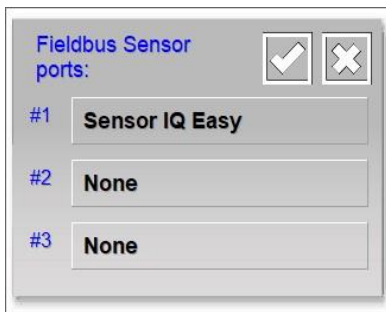 Fieldbus Sensor
ports:
#1 Sensor IQ Easy
#2 None
#3 None